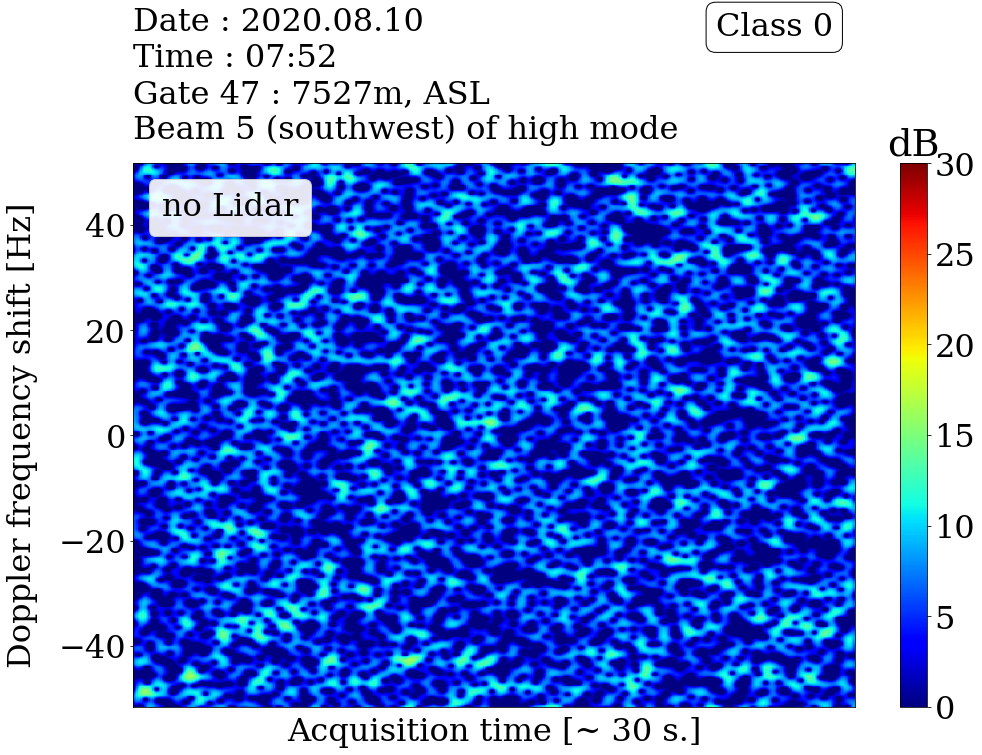 Date : 2020.08.10
Time : 07:52
Gate 47 : 7527m, ASL
Beam 5 (southwest) of high mode
Class 0
dB
no Lidar
Doppler frequency shift [Hz]
40
20
0
−20
−40
30
25
20
15
10
5
0
Acquisition time [~ 30 s.]